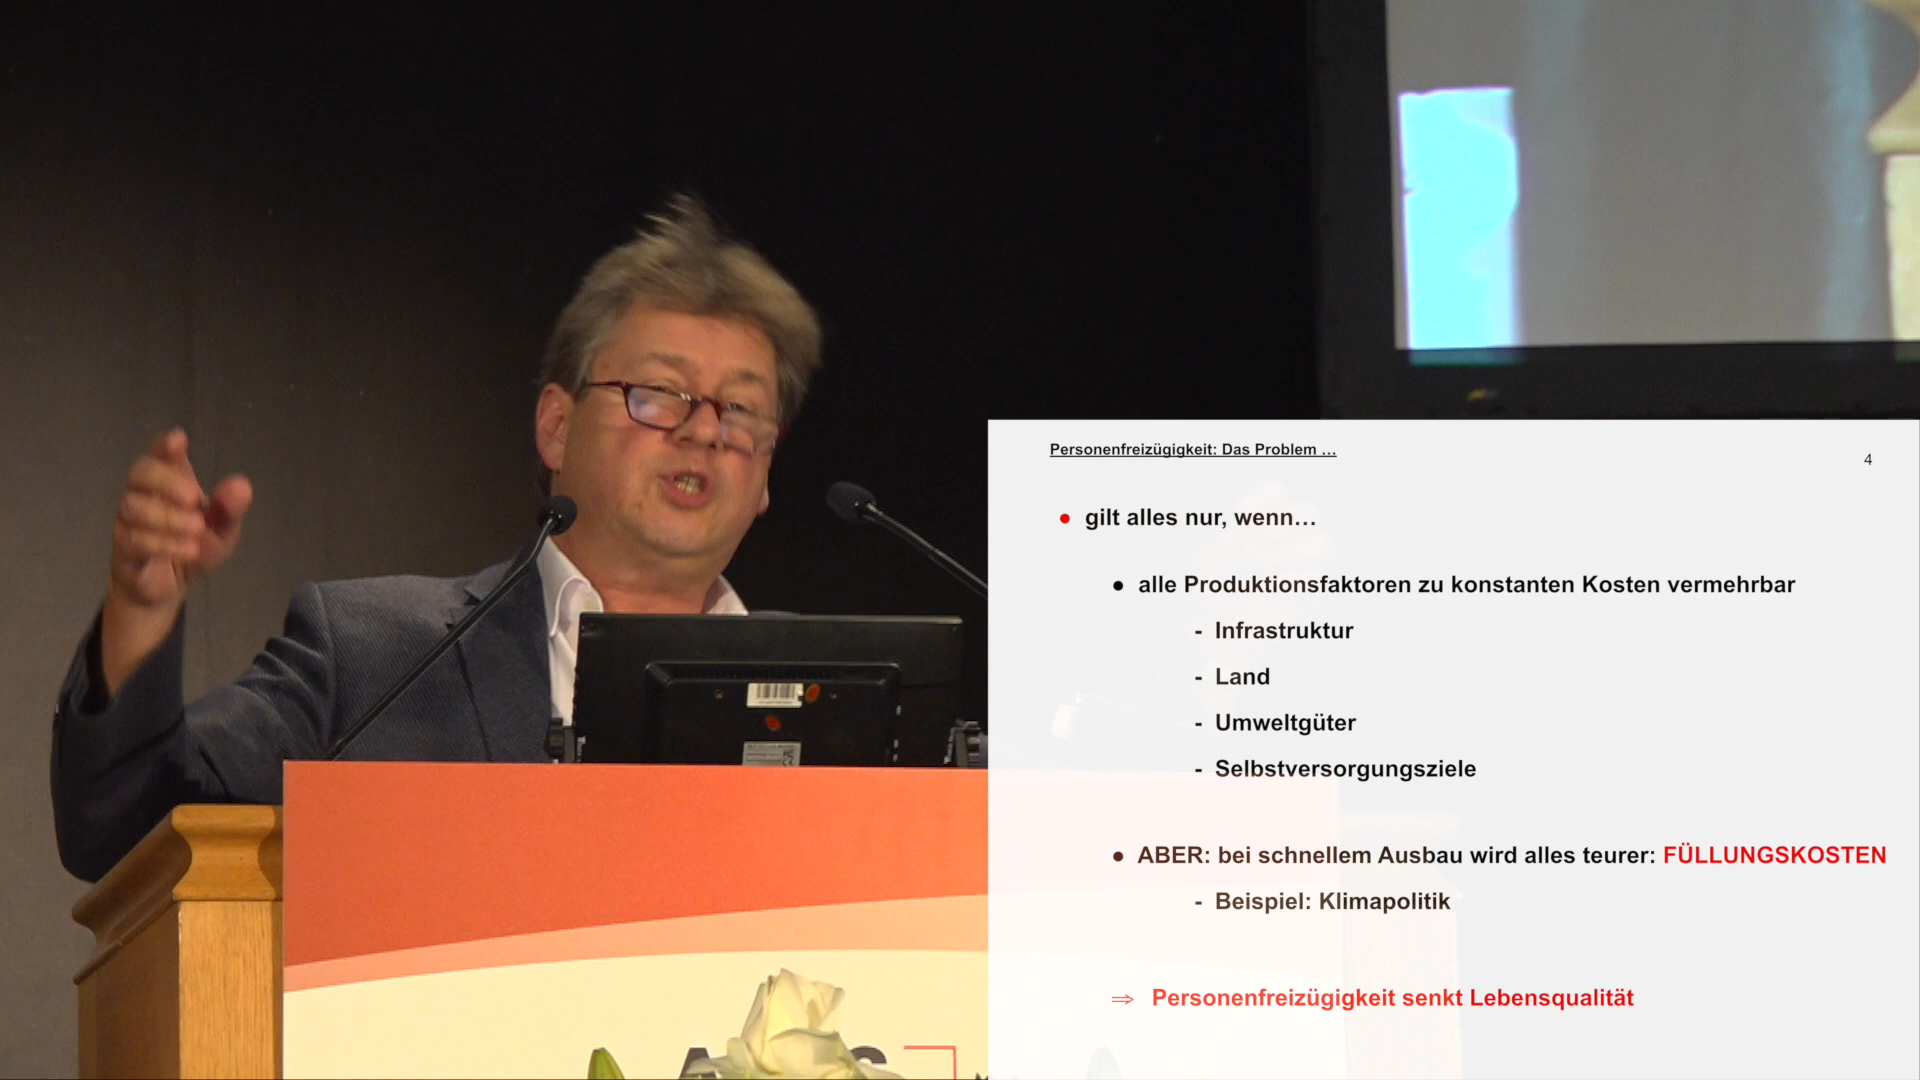 Personenfreizügigkeit: Das Problem ...
4
● gilt alles nur, wenn…
● alle Produktionsfaktoren zu konstanten Kosten vermehrbar
- Infrastruktur
- Land
- Umweltgüter
- Selbstversorgungsziele
● ABER: bei schnellem Ausbau wird alles teurer: FÜLLUNGSKOSTEN
- Beispiel: Klimapolitik
⇒ Personenfreizügigkeit senkt Lebensqualität